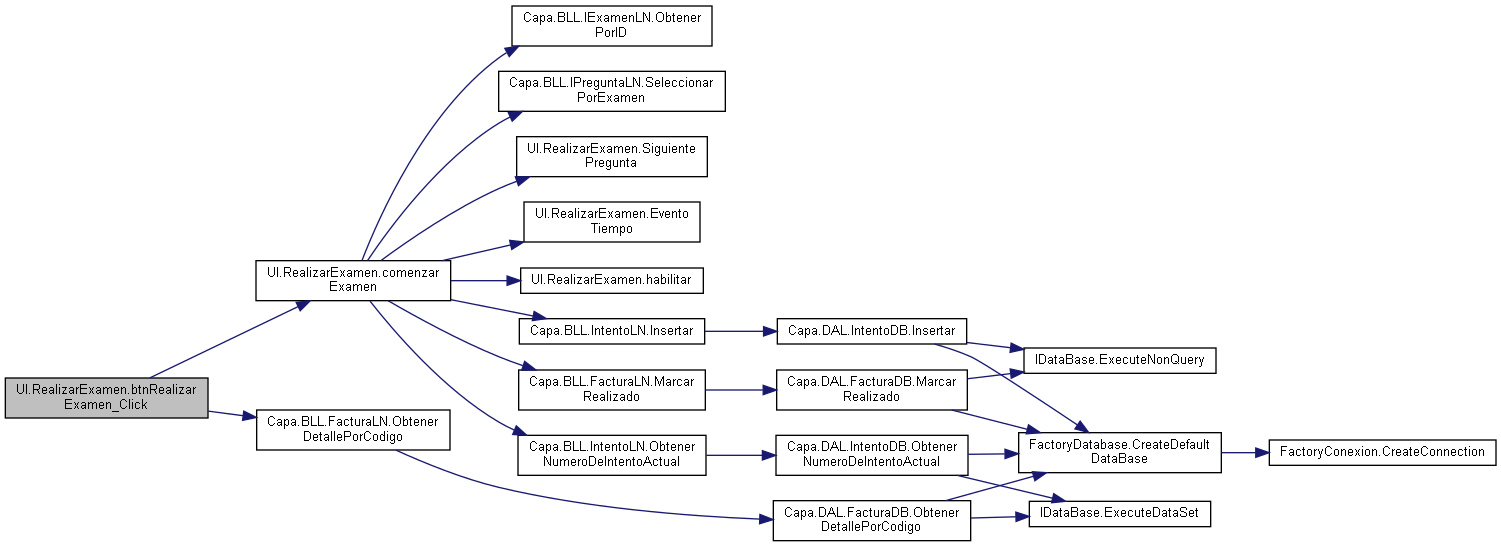 Capa.BLL.IExamenLN.Obtener
PorID
Capa.BLL.IPreguntaLN.Seleccionar
PorExamen
UI.RealizarExamen.Siguiente
Pregunta
UI.RealizarExamen.Evento
Tiempo
UI.RealizarExamen.comenzar
Examen
UI.RealizarExamen.habilitar
Capa.BLL.IntentoLN.Insertar
Capa.DAL.IntentoDB.Insertar
IDataBase.ExecuteNonQuery
UI.RealizarExamen.btnRealizar
Examen_Click
Capa.BLL.FacturaLN.Marcar
Realizado
Capa.DAL.FacturaDB.Marcar
Realizado
Capa.BLL.FacturaLN.Obtener
DetallePorCodigo
Capa.BLL.IntentoLN.Obtener
NumeroDeIntentoActual
Capa.DAL.IntentoDB.Obtener
NumeroDeIntentoActual
FactoryDatabase.CreateDefault
DataBase
FactoryConexion.CreateConnection
Capa.DAL.FacturaDB.Obtener
DetallePorCodigo
IDataBase.ExecuteDataSet